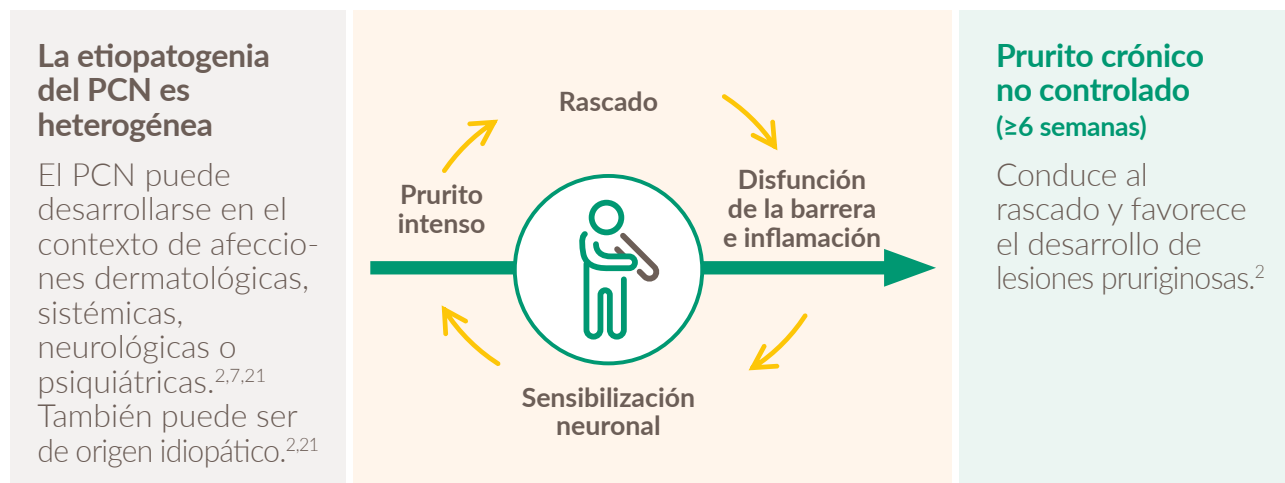 La etiopatogenia
del PCN es
heterogénea
El PCN puede
desarrollarse en el
contexto de afeccio-
nes dermatológicas,
sistémicas,
neurológicas o
psiquiátricas.2,7,21
También puede ser
de origen idiopático.2,21
Rascado
Prurito
intenso
Disfunción
de la barrera
e inflamación
Sensibilización
neuronal
Prurito crónico
no controlado
(≥6 semanas)
Conduce al
rascado y favorece
el desarrollo de
lesiones pruriginosas.2